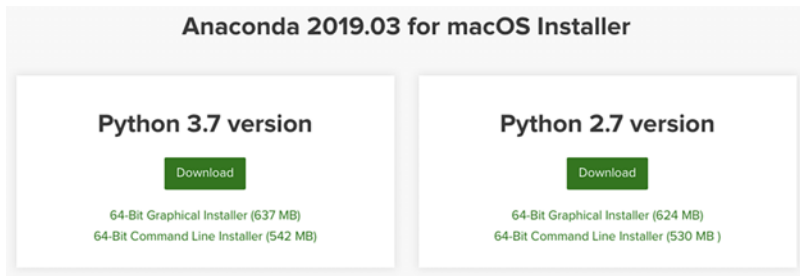 Anaconda 2019.03 for macOS Installer
Python 3.7 version
Download
64-Bit Graphical Installer (637 MB)
64-Bit Command Line Installer (542 MB)
Python 2.7 version
Download
64-Bit Graphical Installer (624 MB)
64-Bit Command Line Installer (530 MB )